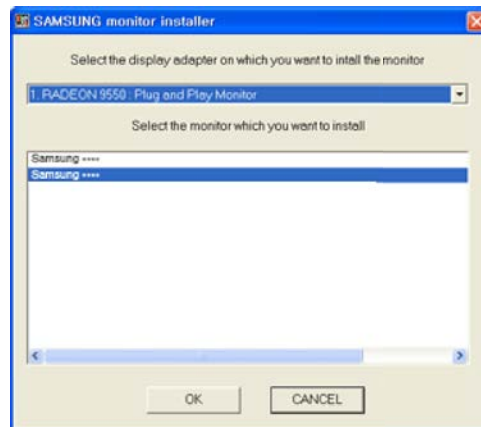 SAMSUNG monitor installer
Select the display adapter on which you want to intall the monitor
1. RADEON 9550 : Plug and Play Monitor
Select the monitor which you want to install
Samsung ****
Samsung ****
OK
CANCEL